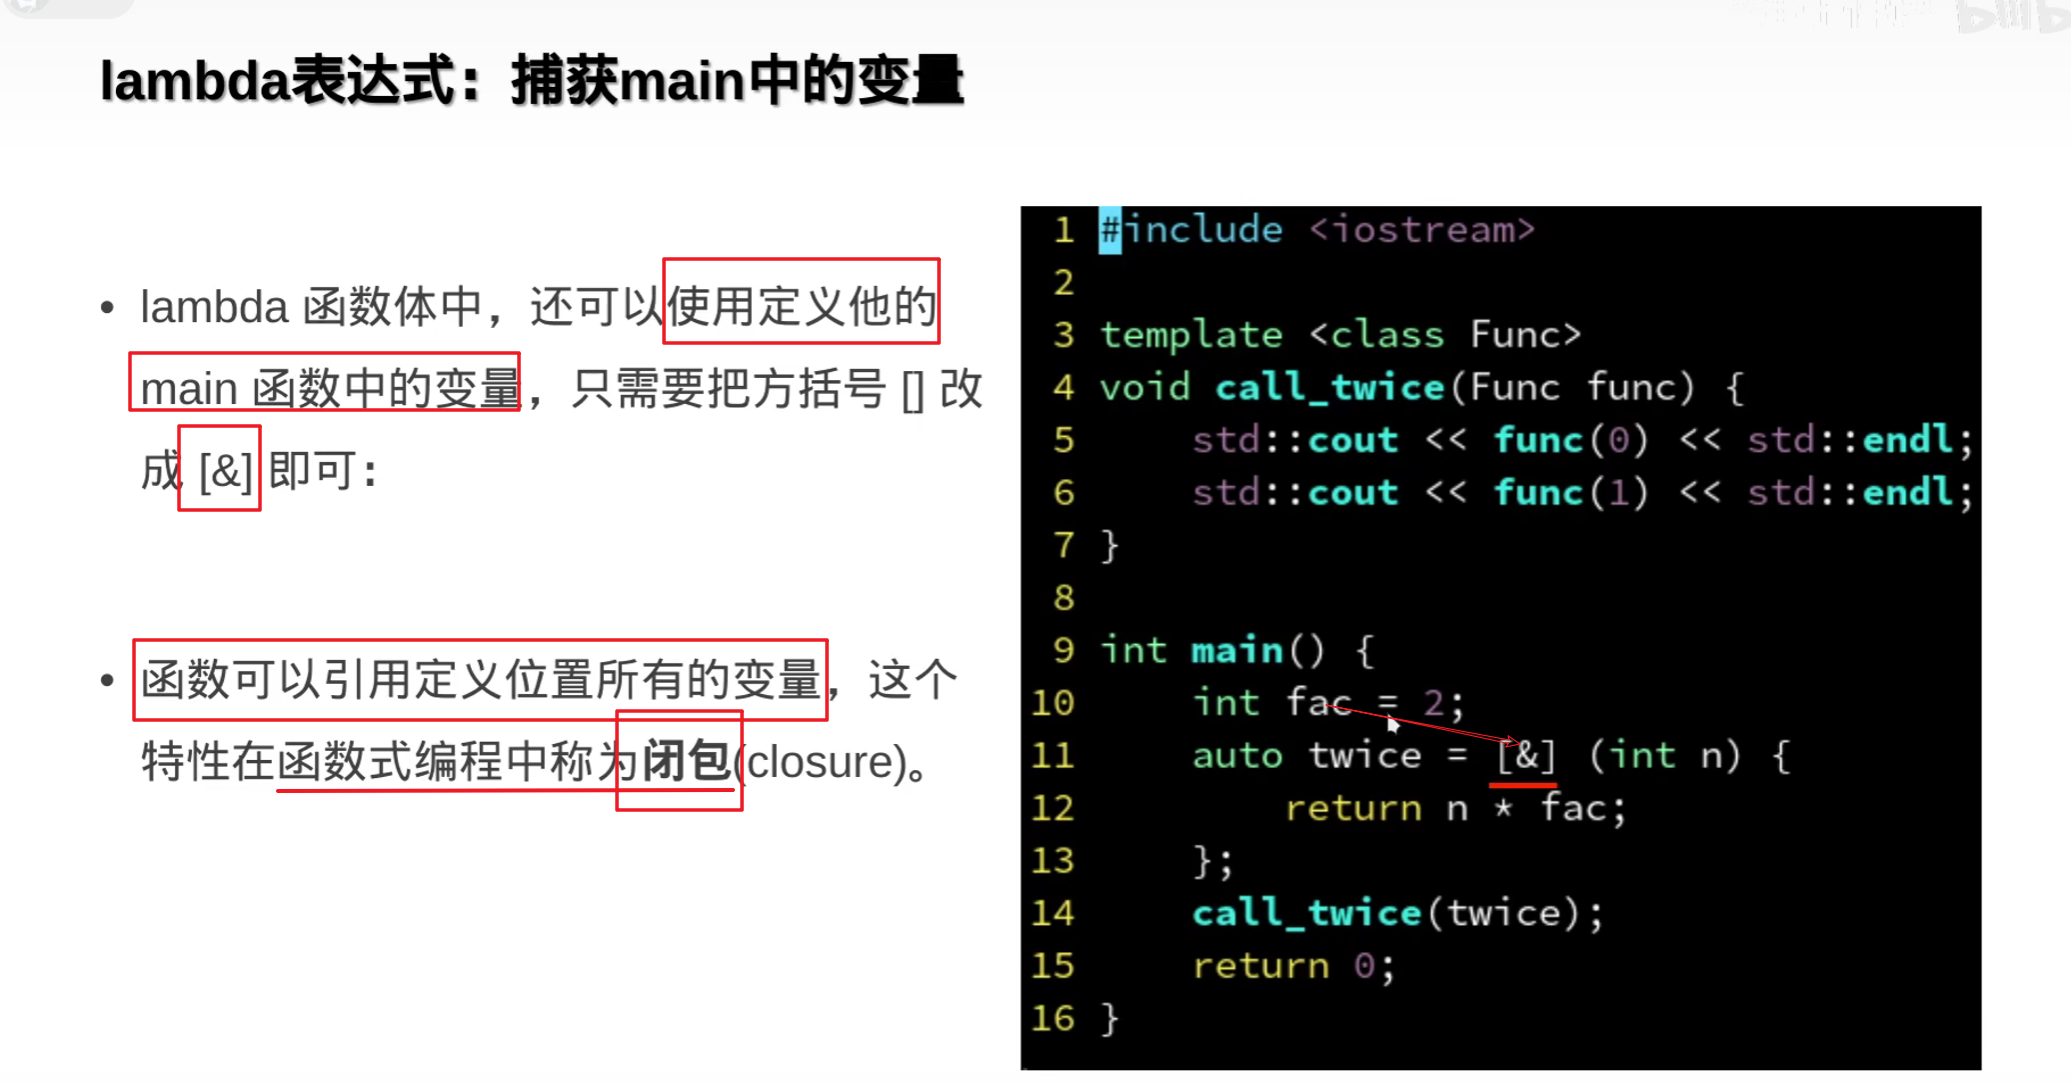 lambda表达式：捕获main中的变量
• lambda 函数体中，还可以使用定义他的
main 函数中的变量，只需要把方括号 [] 改
成 [&] 即可：
• 函数可以引用定义位置所有的变量，这个
特性在函数式编程中称为闭包(closure)。
1 #include <iostream>
2
3 template <class Func>
4 void call_twice(Func func) {
5     std::cout << func(0) << std::endl;
6     std::cout << func(1) << std::endl;
7 }
8
9 int main() {
10     int fac = 2;
11     auto twice = [&] (int n) {
12         return n * fac;
13     };
14     call_twice(twice);
15     return 0;
16 }